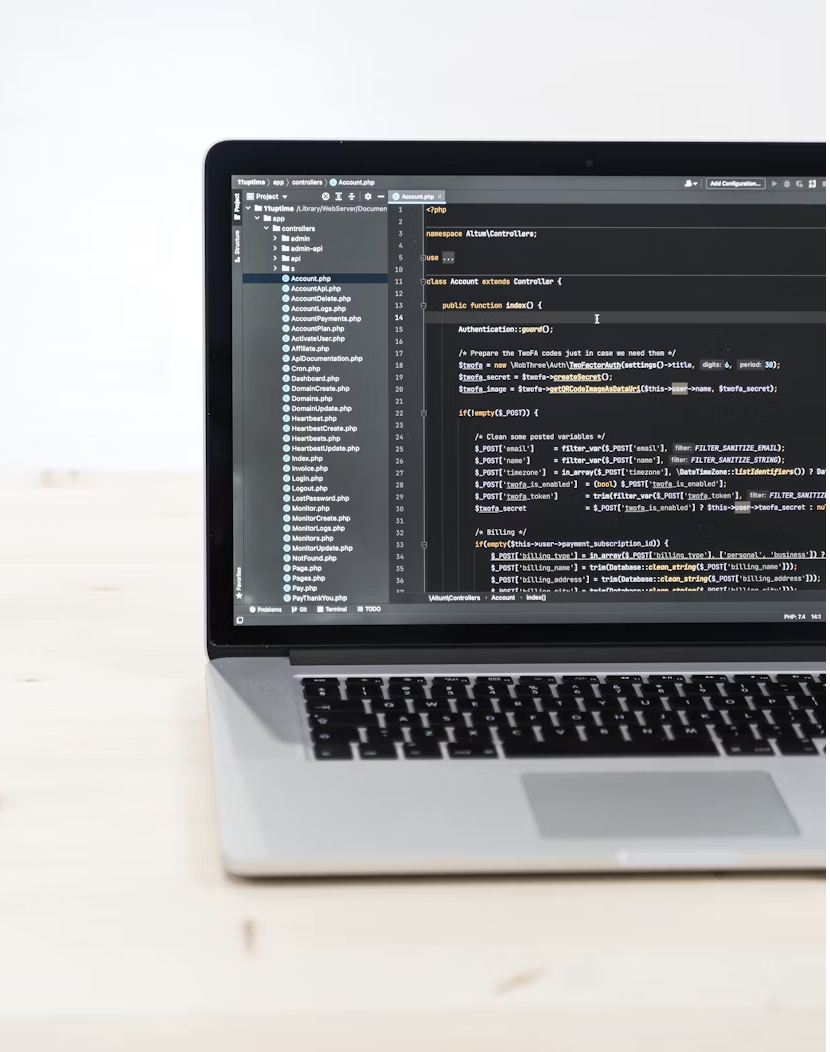 11uptime › app › controllers › Account.php
Add Configuration...
Project
Account.php
11uptime /Library/WebServer/Documen
app
controllers
admin
admin-api
api
s
Account.php
AccountApi.php
AccountDelete.php
AccountLogs.php
AccountPayments.php
AccountPlan.php
ActivateUser.php
Affiliate.php
ApiDocumentation.php
Cron.php
Dashboard.php
DomainCreate.php
Domains.php
DomainUpdate.php
Heartbeat.php
HeartbeatCreate.php
Heartbeats.php
HeartbeatUpdate.php
Index.php
Invoice.php
Login.php
Logout.php
LostPassword.php
Monitor.php
MonitorCreate.php
MonitorLogs.php
Monitors.php
MonitorUpdate.php
NotFound.php
Page.php
Pages.php
Pay.php
PayThankYou.php
Project
Structure
Favorites
1 <?php
2
3 namespace Altum\Controllers;
4
5 use ...
10
11 class Account extends Controller {
12
13 public function index() {
14
15 Authentication::guard();
16
17 /* Prepare the TwoFA codes just in case we need them */
18 $twofa = new \RobThree\Auth\TwoFactorAuth(settings()->title, digits: 6, period: 30);
19 $twofa_secret = $twofa->createSecret();
20 $twofa_image = $twofa->getQRCodeImageAsDataUri($this->user->name, $twofa_secret);
21
22 if(!empty($_POST)) {
23
24 /* Clean some posted variables */
25 $_POST['email'] = filter_var($_POST['email'], filter: FILTER_SANITIZE_EMAIL);
26 $_POST['name'] = filter_var($_POST['name'], filter: FILTER_SANITIZE_STRING);
27 $_POST['timezone'] = in_array($_POST['timezone'], \DateTimeZone::listIdentifiers()) ? Da
28 $_POST['twofa_is_enabled'] = (bool) $_POST['twofa_is_enabled'];
29 $_POST['twofa_token'] = trim(filter_var($_POST['twofa_token'], filter: FILTER_SANITIZE
30 $twofa_secret = $_POST['twofa_is_enabled'] ? $this->user->twofa_secret : nu
31
32 /* Billing */
33 if(empty($this->user->payment_subscription_id)) {
34 $_POST['billing_type'] = in_array($_POST['billing_type'], ['personal', 'business']) ?
35 $_POST['billing_name'] = trim(Database::clean_string($_POST['billing_name']));
36 $_POST['billing_address'] = trim(Database::clean_string($_POST['billing_address']));
\Altum\Controllers › Account › index()
Problems Git Terminal TODO
PHP: 7.4 14:1